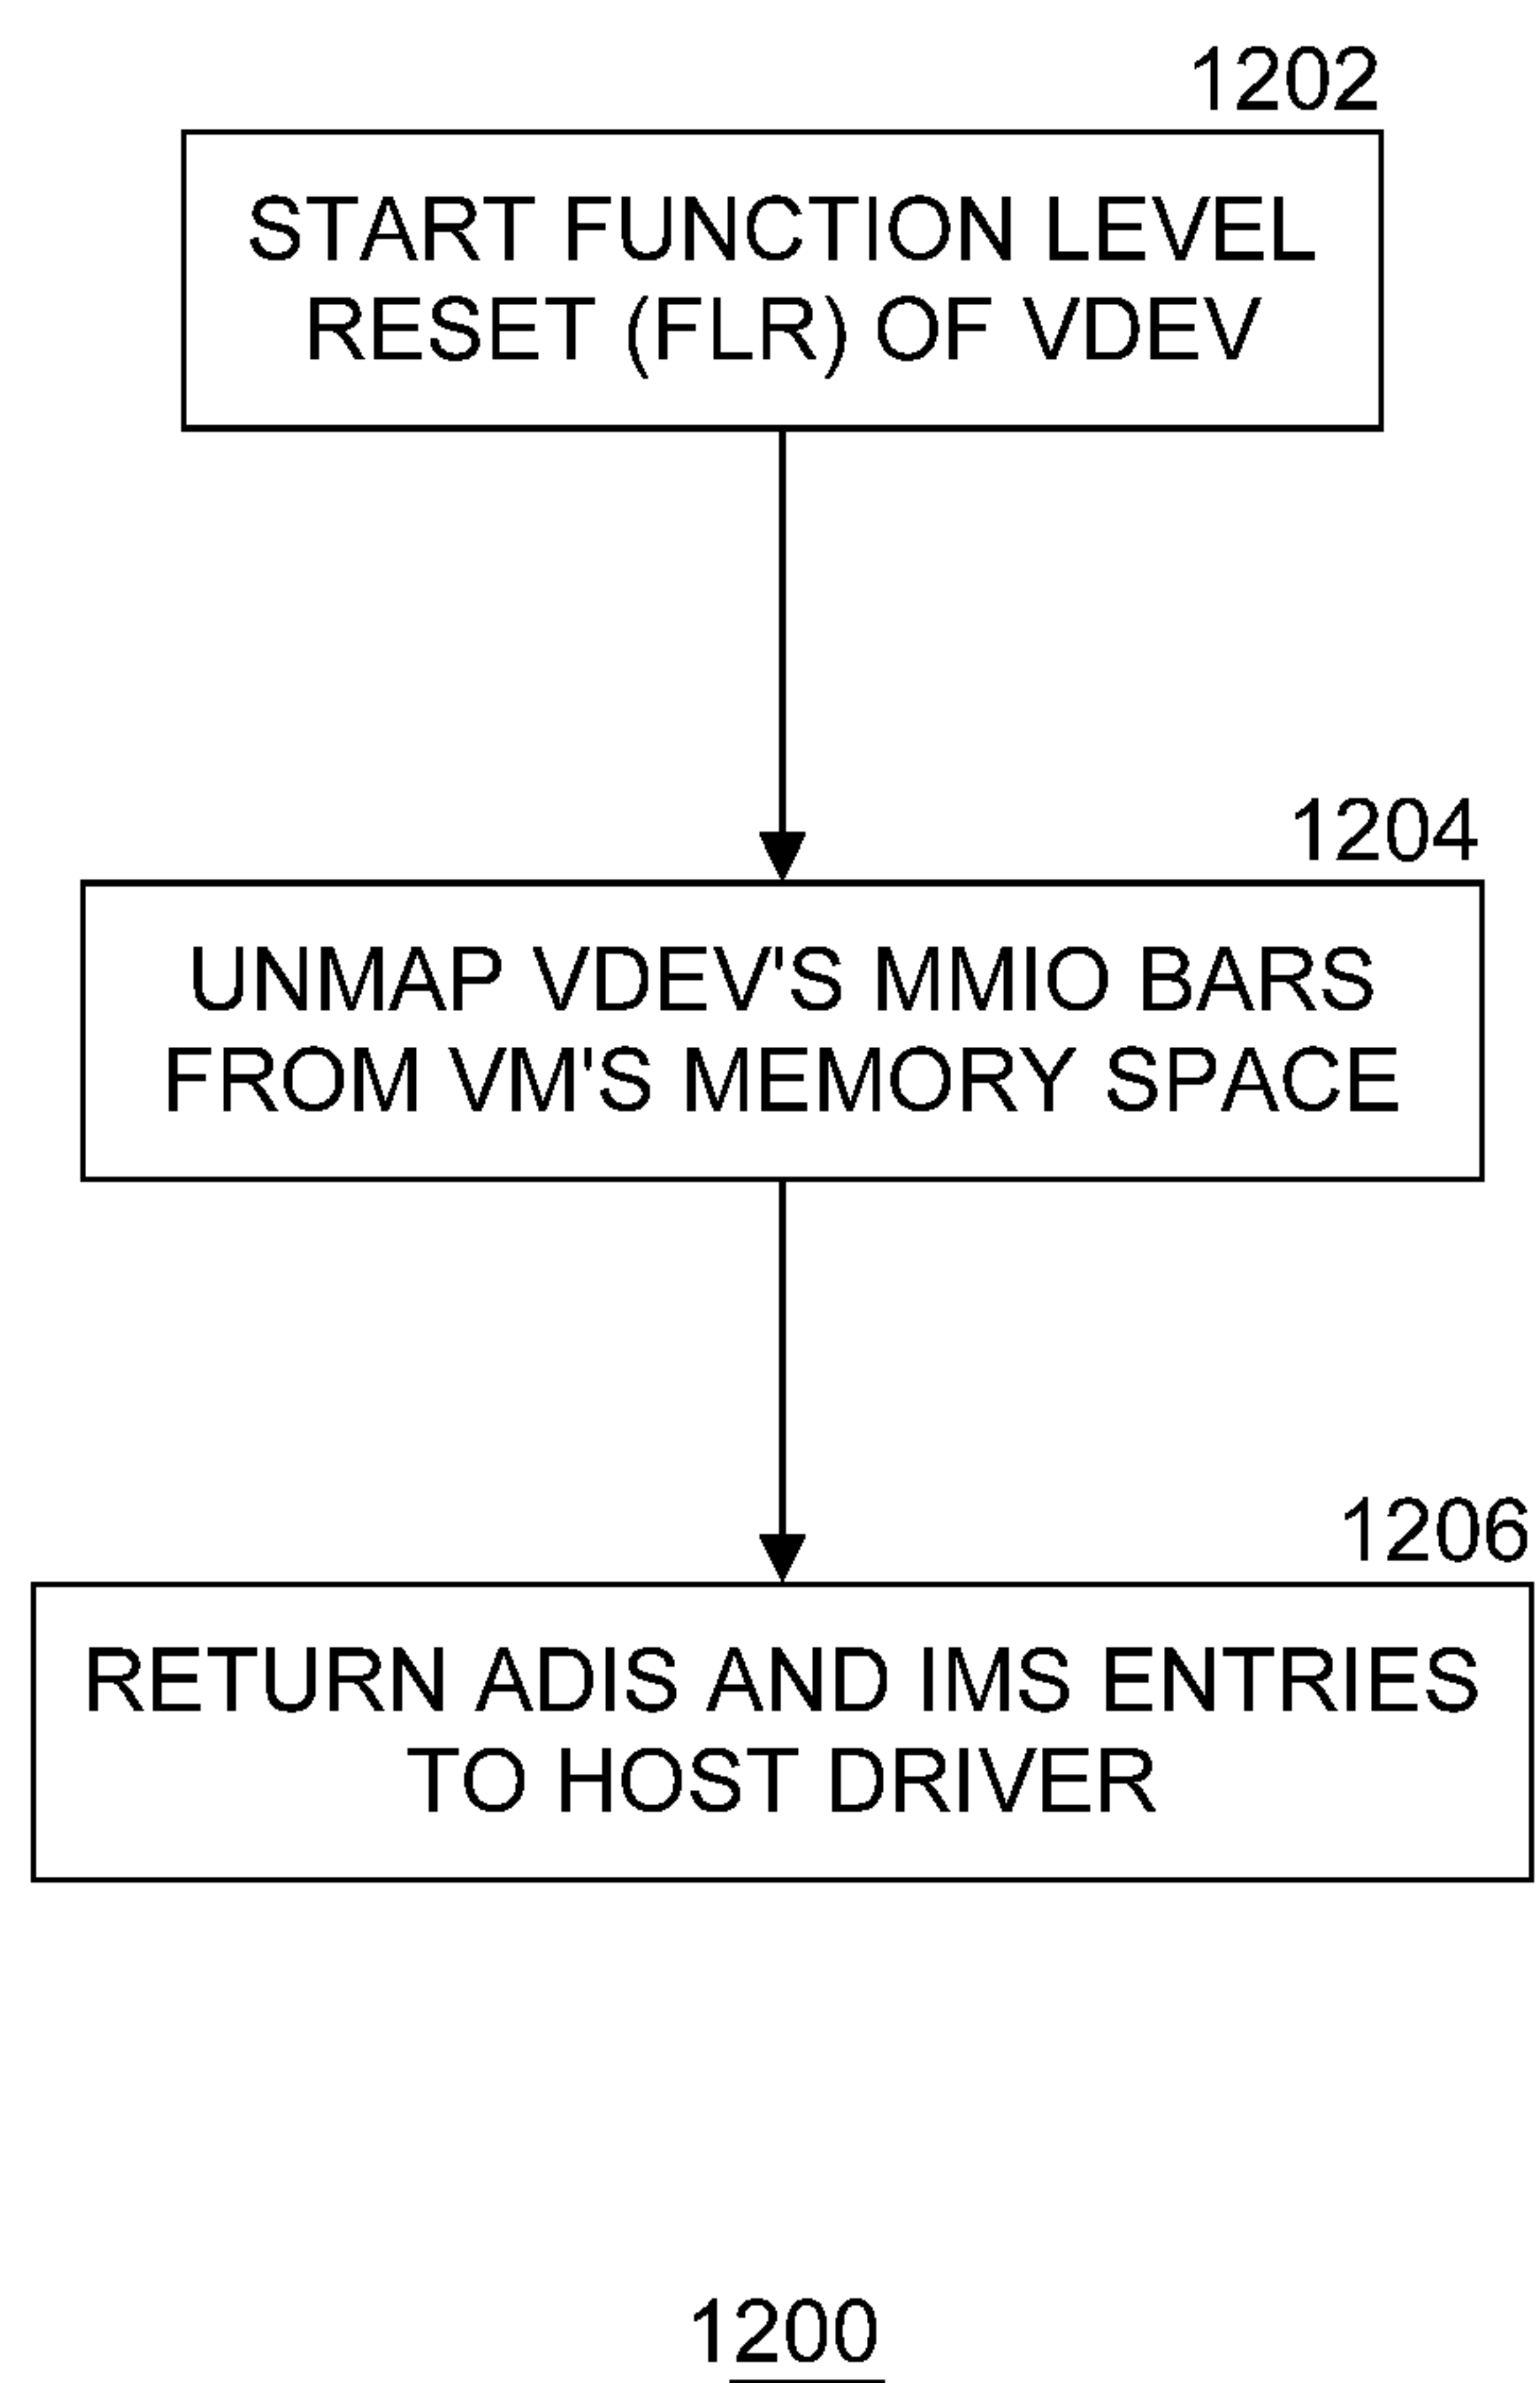 1202
START FUNCTION LEVEL
RESET (FLR) OF VDEV
1204
UNMAP VDEV'S MMIO BARS
FROM VM'S MEMORY SPACE
1206
RETURN ADIS AND IMS ENTRIES
TO HOST DRIVER
1200